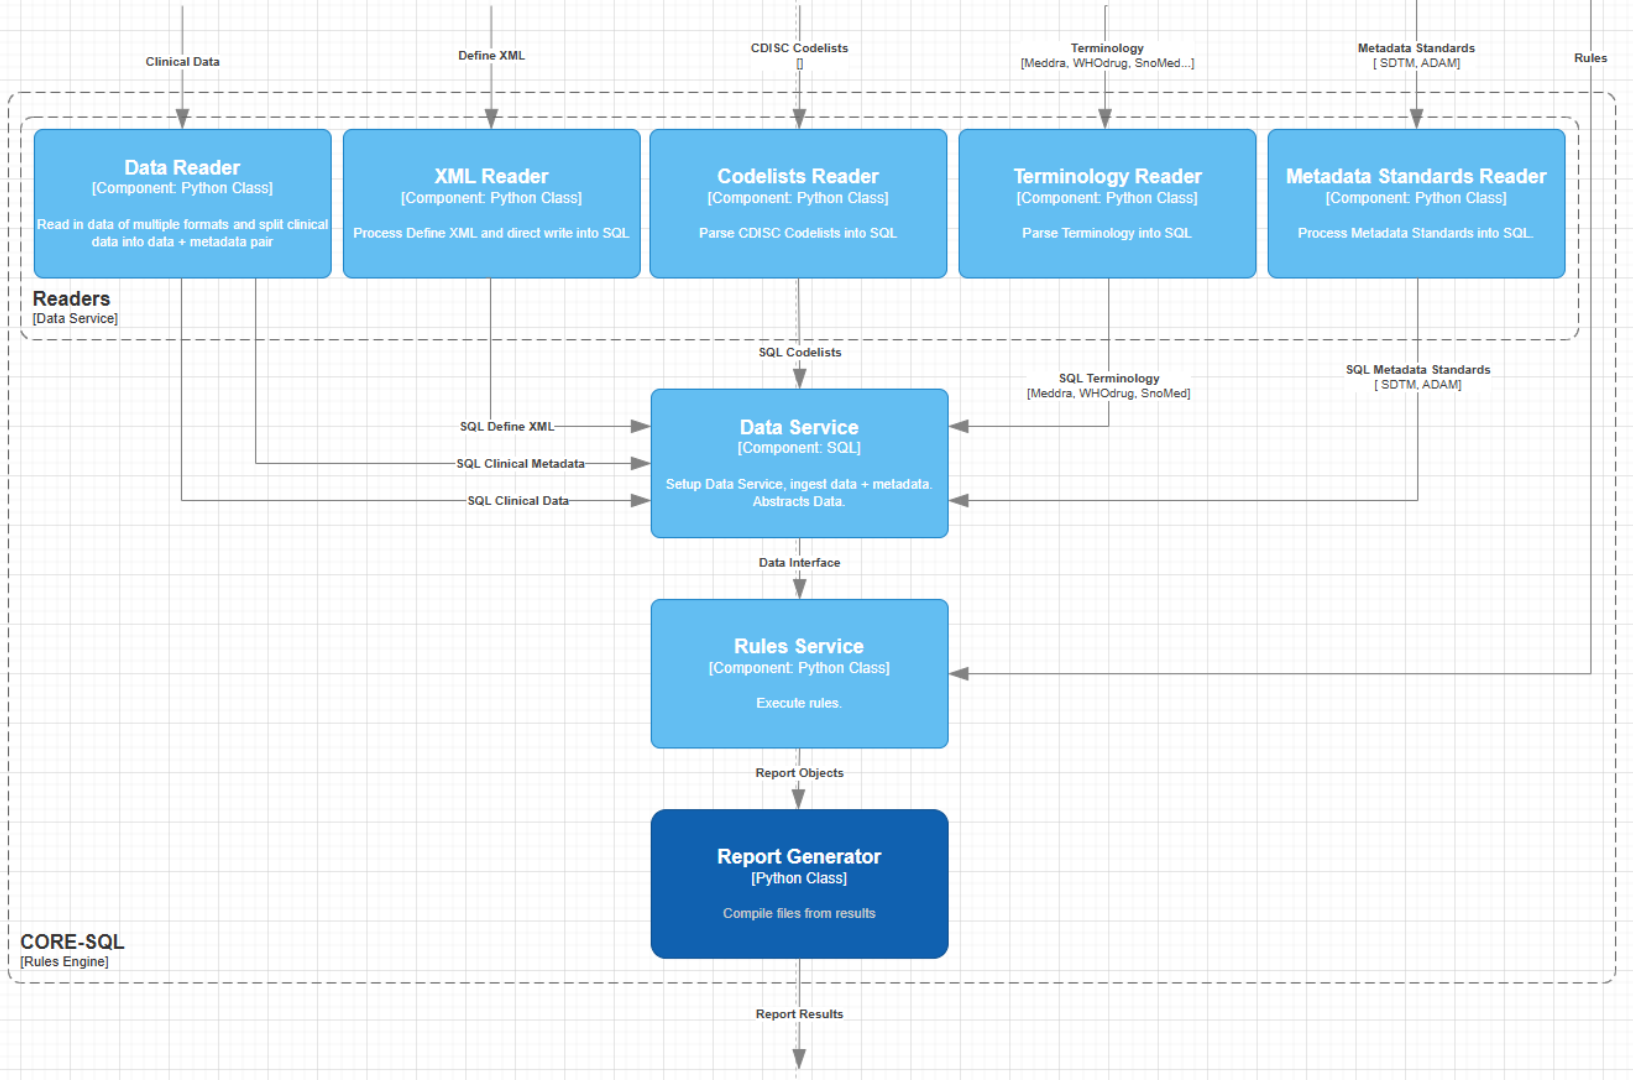 Clinical Data
Define XML
CDISC Codelists
[]
Terminology
[Meddra, WHOdrug, SnoMed...]
Metadata Standards
[ SDTM, ADAM]
Rules
Data Reader
[Component: Python Class]
Read in data of multiple formats and split clinical
data into data + metadata pair
XML Reader
[Component: Python Class]
Process Define XML and direct write into SQL
Codelists Reader
[Component: Python Class]
Parse CDISC Codelists into SQL
Terminology Reader
[Component: Python Class]
Parse Terminology into SQL
Metadata Standards Reader
[Component: Python Class]
Process Metadata Standards into SQL.
Readers
[Data Service]
SQL Codelists
SQL Terminology
[Meddra, WHOdrug, SnoMed]
SQL Metadata Standards
[ SDTM, ADAM]
SQL Define XML
SQL Clinical Metadata
SQL Clinical Data
Data Service
[Component: SQL]
Setup Data Service, ingest data + metadata.
Abstracts Data.
Data Interface
Rules Service
[Component: Python Class]
Execute rules.
Report Objects
Report Generator
[Python Class]
Compile files from results
CORE-SQL
[Rules Engine]
Report Results